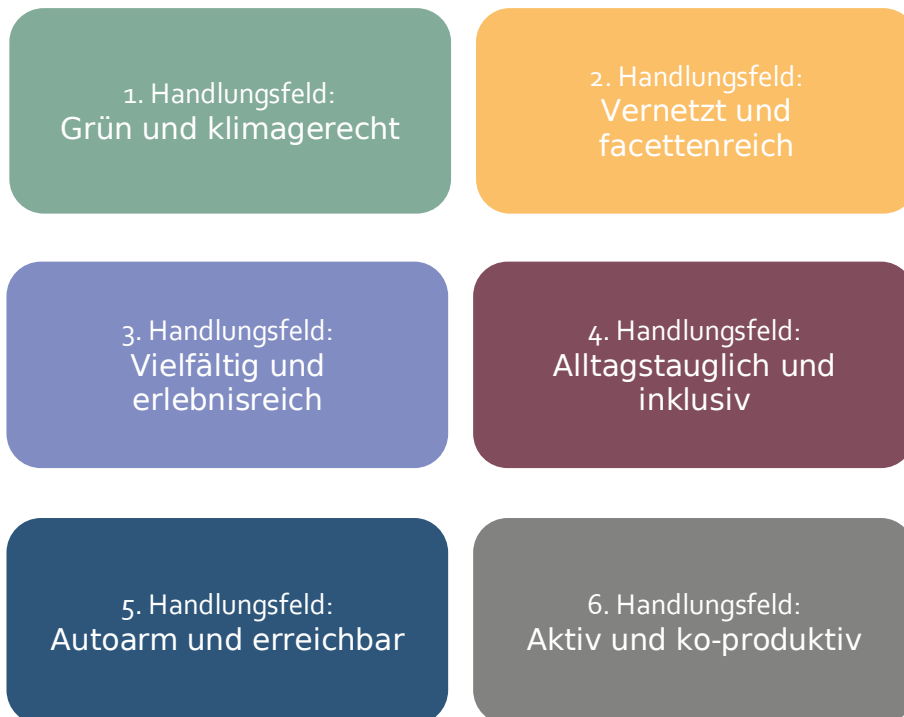 1. Handlungsfeld:
Grün und klimagerecht
2. Handlungsfeld:
Vernetzt und
facettenreich
3. Handlungsfeld:
Vielfältig und
erlebnisreich
4. Handlungsfeld:
Alltagstauglich und
inklusiv
5. Handlungsfeld:
Autoarm und erreichbar
6. Handlungsfeld:
Aktiv und ko-produktiv